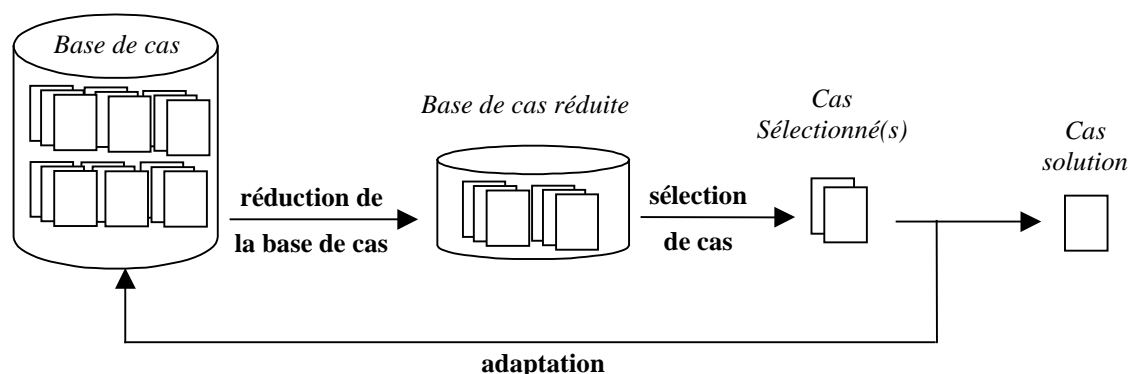 Base de cas
Base de cas réduite
Cas
Sélectionné(s)
Cas
solution
réduction de
la base de cas
sélection
de cas
adaptation